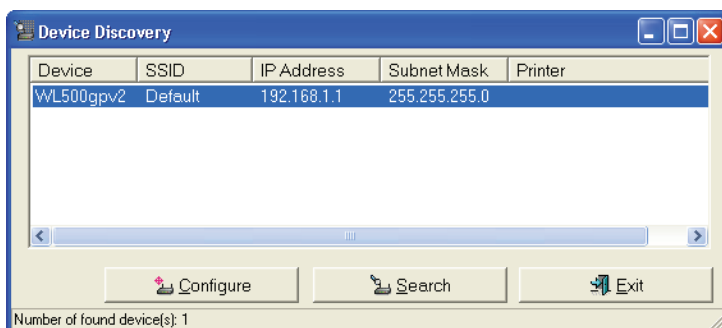 Device Discovery
Device SSID IP Address Subnet Mask Printer
WL500gpv2 Default 192.168.1.1 255.255.255.0
Configure Search Exit
Number of found device(s): 1